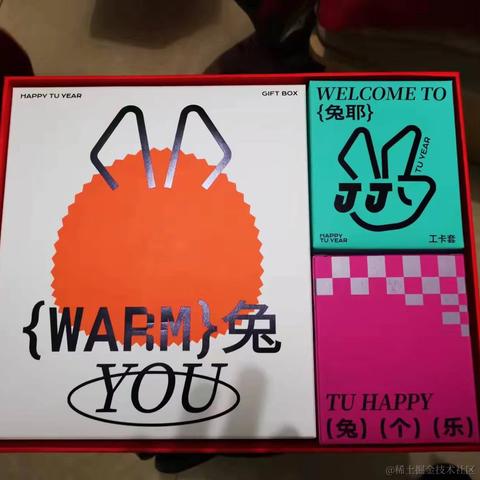 HAPPY TU YEAR
GIFT BOX
{WARM}兔
YOU
WELCOME TO
{兔耶}
JJ
TU YEAR
HAPPY
TU YEAR
工卡套
TU HAPPY
(兔)(个)(乐)
@稀土掘金技术社区